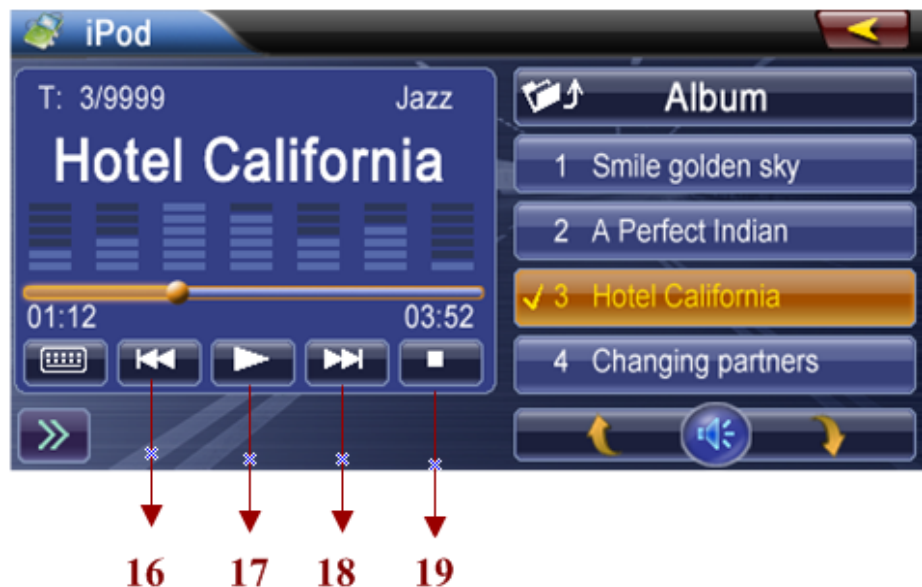 iPod
T: 3/9999 Jazz
Hotel California
01:12 03:52
Album
1 Smile golden sky
2 A Perfect Indian
3 Hotel California
4 Changing partners
16 17 18 19